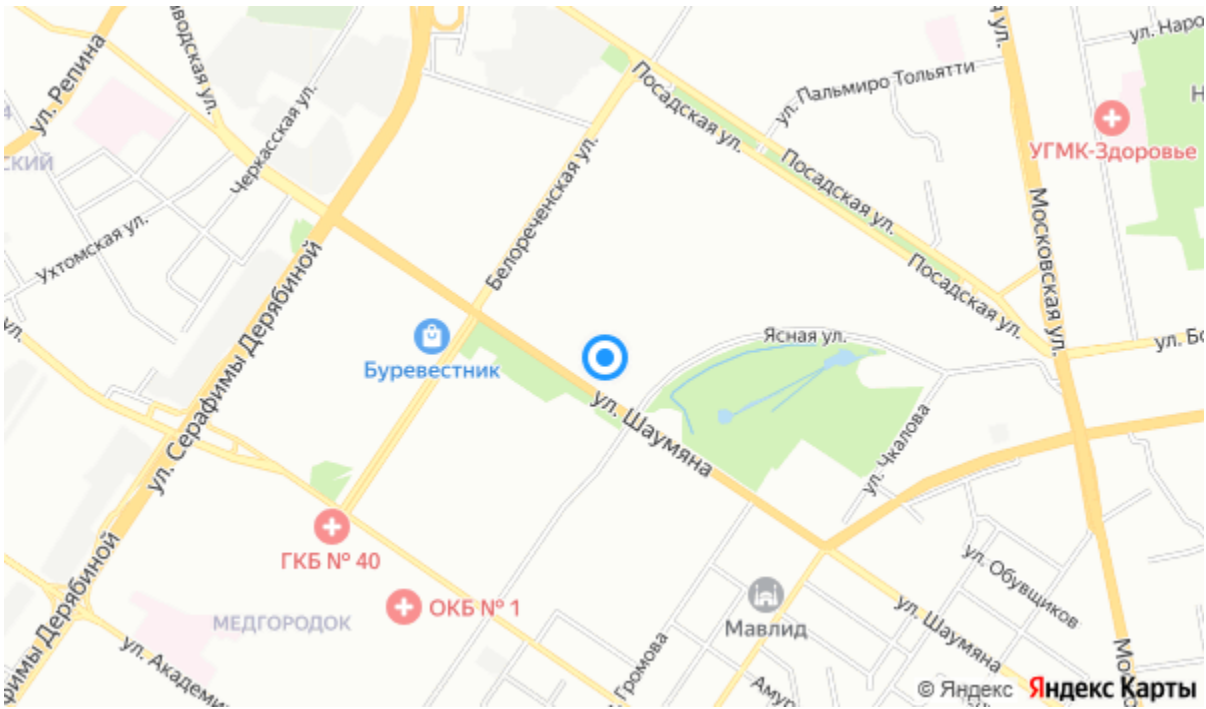 ул. Репина
Черкасская ул.
СКИЙ
Ухтомская ул.
ул. Серафимы Дерябиной
Белореченская ул.
Посадская ул.
ул. Пальмиро Тольятти
Посадская ул.
УГМК-Здоровье
Московская ул.
Посадская ул.
Ясная ул.
Буревестник
ул. Шаумяна
ул. Чкалова
ГКБ № 40
ОКБ № 1
МЕДГОРОДОК
Мавлид
ул. Обувщиков
ул. Шаумяна
© Яндекс Яндекс Карты